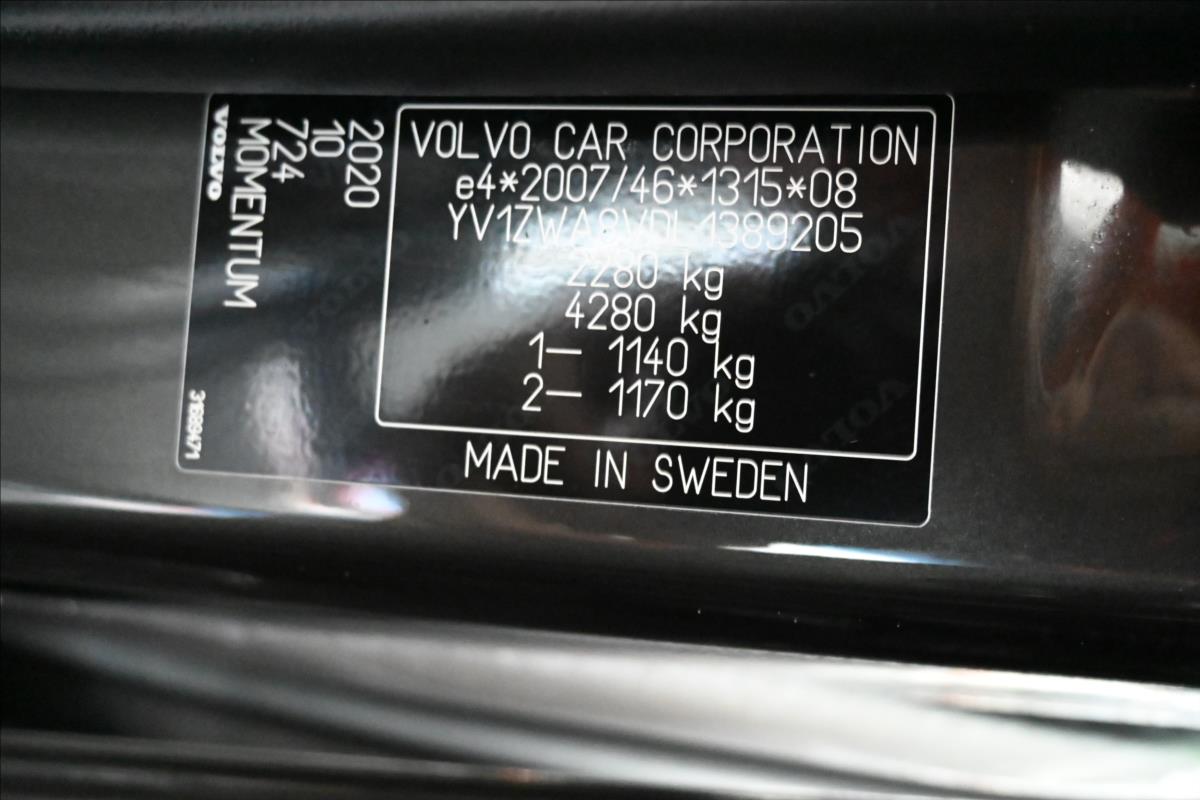 VOLVO CAR CORPORATION
e4*2007/46*1315*08
2280 kg
4280 kg
1— 1140 kg
2— 1170 kg
MADE IN SWEDEN
2020
10
724
MOMENTUM
VOLVO